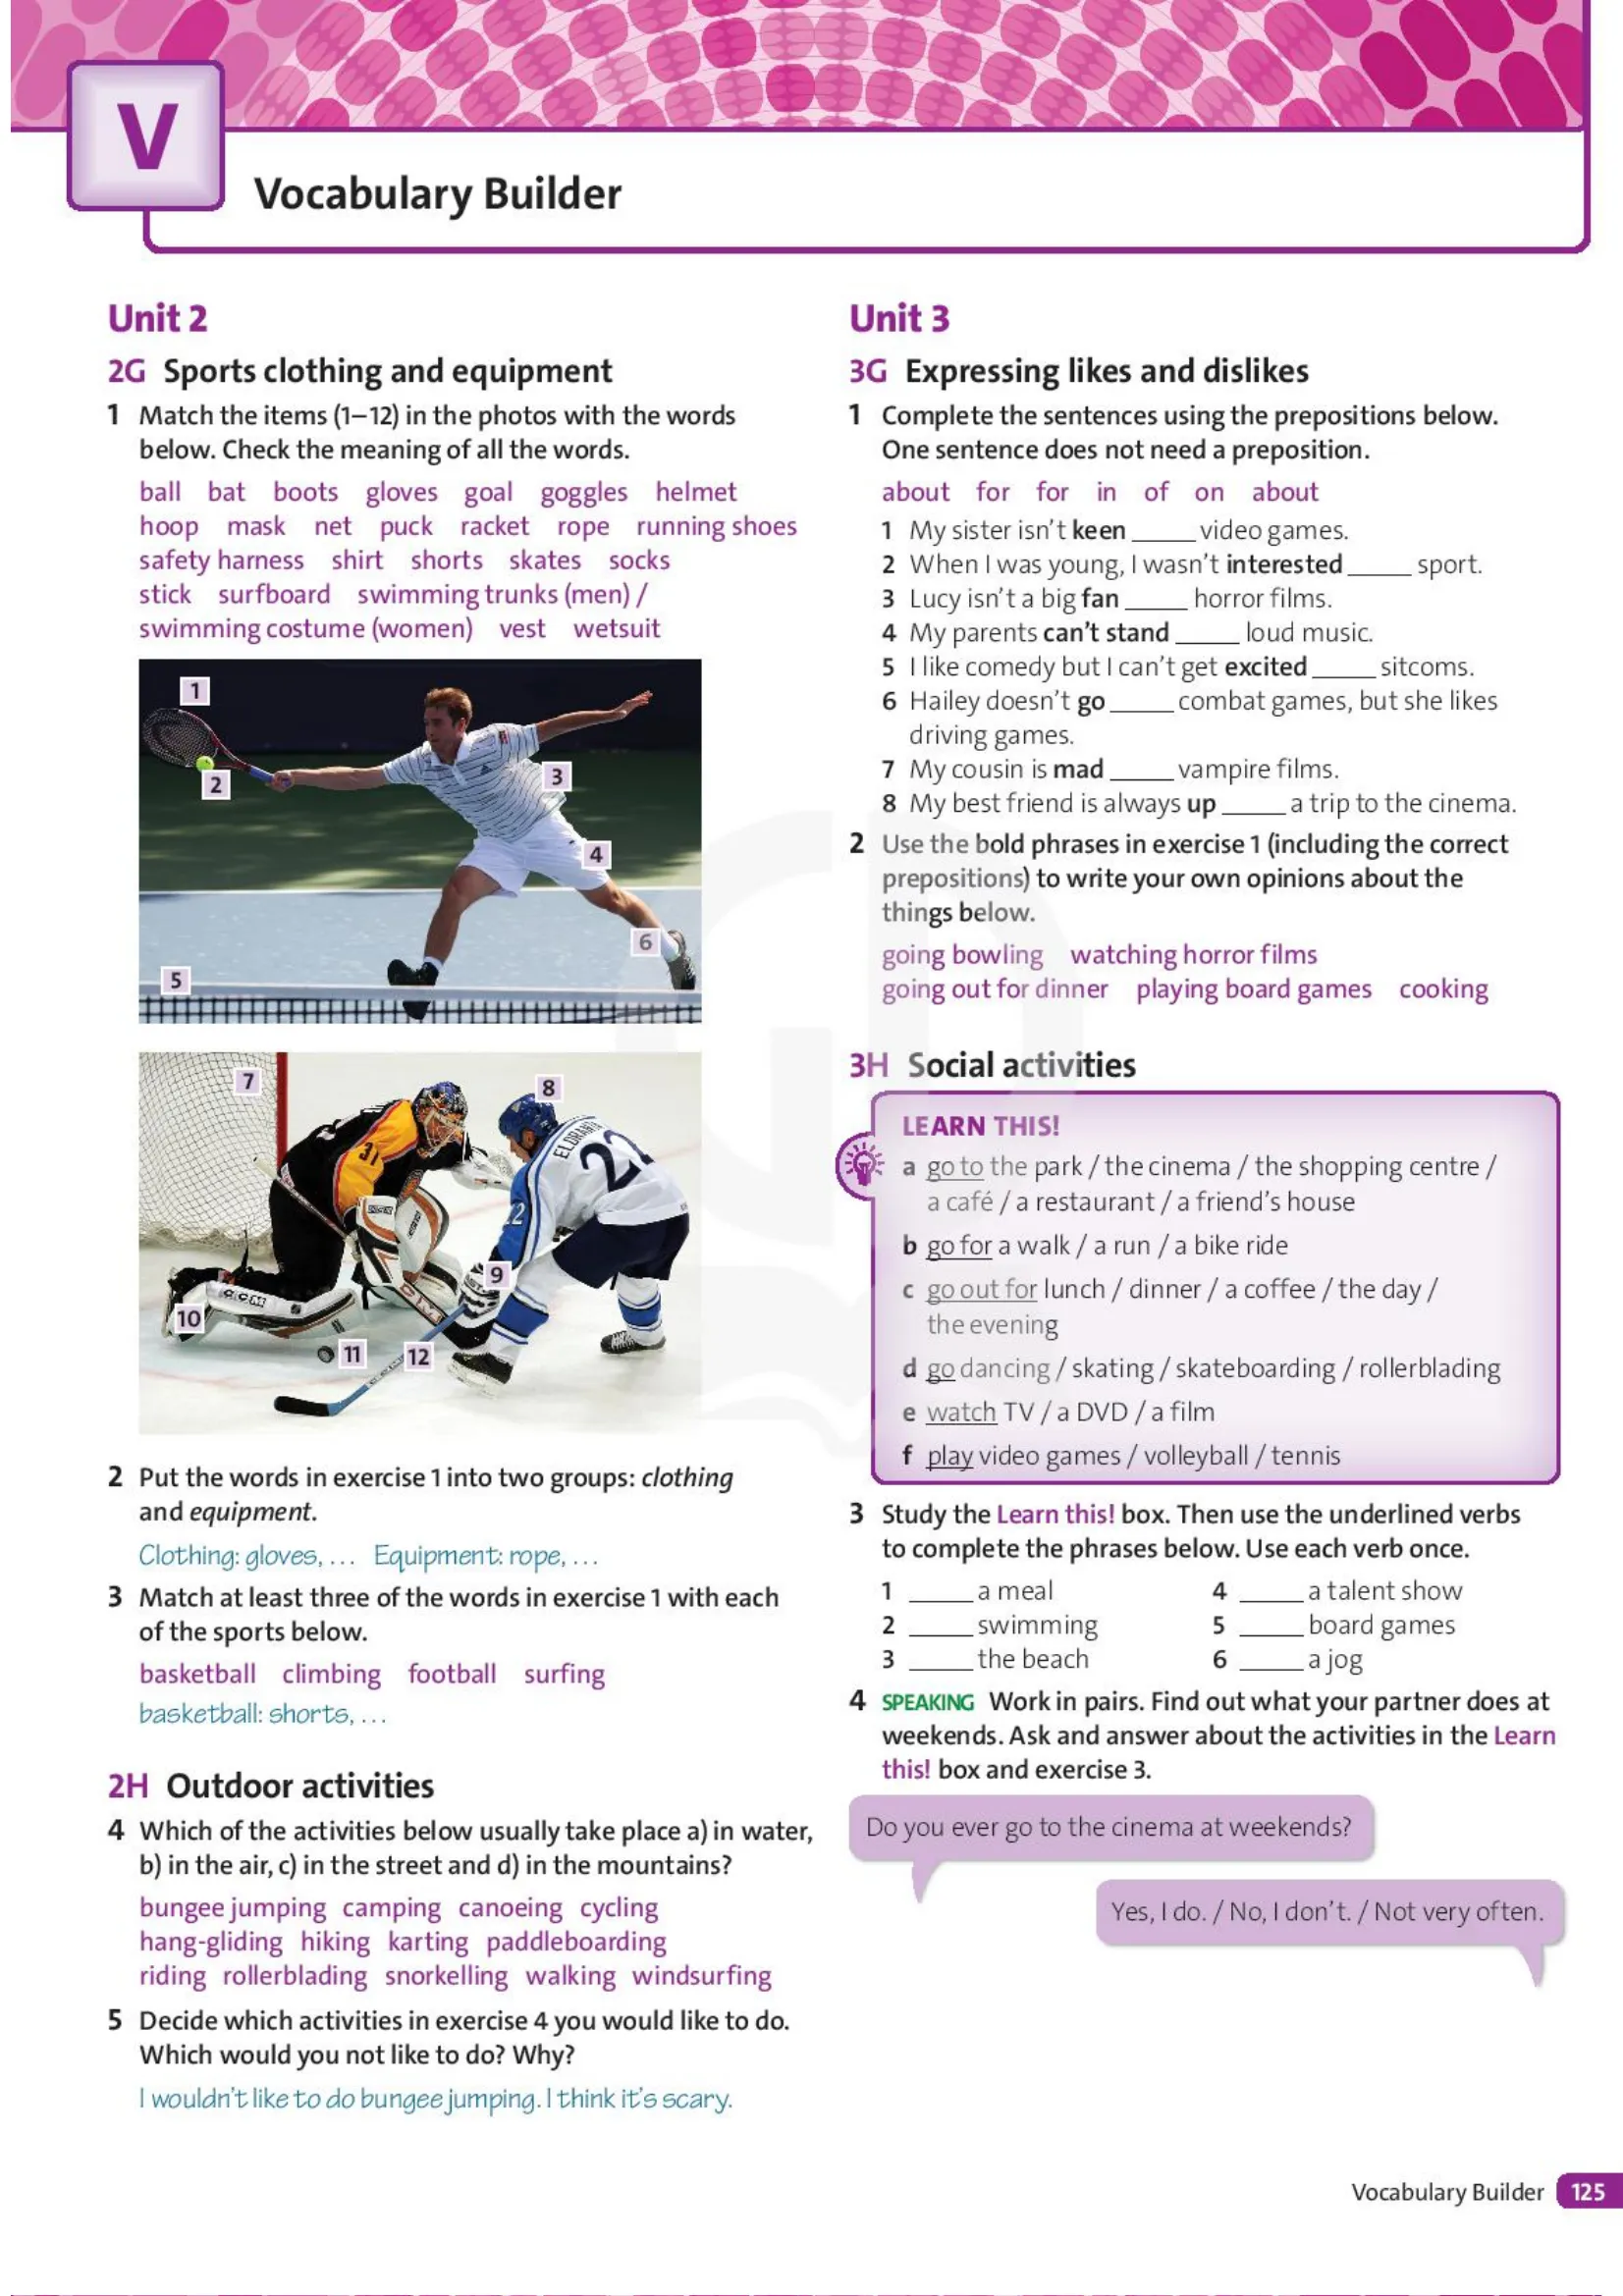 V
Vocabulary Builder
Unit 2
2G Sports clothing and equipment
1 Match the items (1–12) in the photos with the words
below. Check the meaning of all the words.
ball bat boots gloves goal goggles helmet
hoop mask net puck racket rope running shoes
safety harness shirt shorts skates socks
stick surfboard swimming trunks (men) /
swimming costume (women) vest wetsuit
1
2
3
4
5
6
7
8
ELORANTA
22
31
9
CCM
10
11
12
2 Put the words in exercise 1 into two groups: clothing
and equipment.
Clothing: gloves, … Equipment: rope, …
3 Match at least three of the words in exercise 1 with each
of the sports below.
basketball climbing football surfing
basketball: shorts, …
2H Outdoor activities
4 Which of the activities below usually take place a) in water,
b) in the air, c) in the street and d) in the mountains?
bungee jumping camping canoeing cycling
hang-gliding hiking karting paddleboarding
riding rollerblading snorkelling walking windsurfing
5 Decide which activities in exercise 4 you would like to do.
Which would you not like to do? Why?
I wouldn't like to do bungee jumping. I think it's scary.
Unit 3
3G Expressing likes and dislikes
1 Complete the sentences using the prepositions below.
One sentence does not need a preposition.
about for for in of on about
1 My sister isn't keen _____ video games.
2 When I was young, I wasn't interested _____ sport.
3 Lucy isn't a big fan _____ horror films.
4 My parents can't stand _____ loud music.
5 I like comedy but I can't get excited _____ sitcoms.
6 Hailey doesn't go _____ combat games, but she likes
driving games.
7 My cousin is mad _____ vampire films.
8 My best friend is always up _____ a trip to the cinema.
2 Use the bold phrases in exercise 1 (including the correct
prepositions) to write your own opinions about the
things below.
going bowling watching horror films
going out for dinner playing board games cooking
3H Social activities
LEARN THIS!
a go to the park / the cinema / the shopping centre /
a café / a restaurant / a friend's house
b go for a walk / a run / a bike ride
c go out for lunch / dinner / a coffee / the day /
the evening
d go dancing / skating / skateboarding / rollerblading
e watch TV / a DVD / a film
f play video games / volleyball / tennis
3 Study the Learn this! box. Then use the underlined verbs
to complete the phrases below. Use each verb once.
1 _____ a meal
2 _____ swimming
3 _____ the beach
4 _____ a talent show
5 _____ board games
6 _____ a jog
4 SPEAKING Work in pairs. Find out what your partner does at
weekends. Ask and answer about the activities in the Learn
this! box and exercise 3.
Do you ever go to the cinema at weekends?
Yes, I do. / No, I don't. / Not very often.
Vocabulary Builder 125